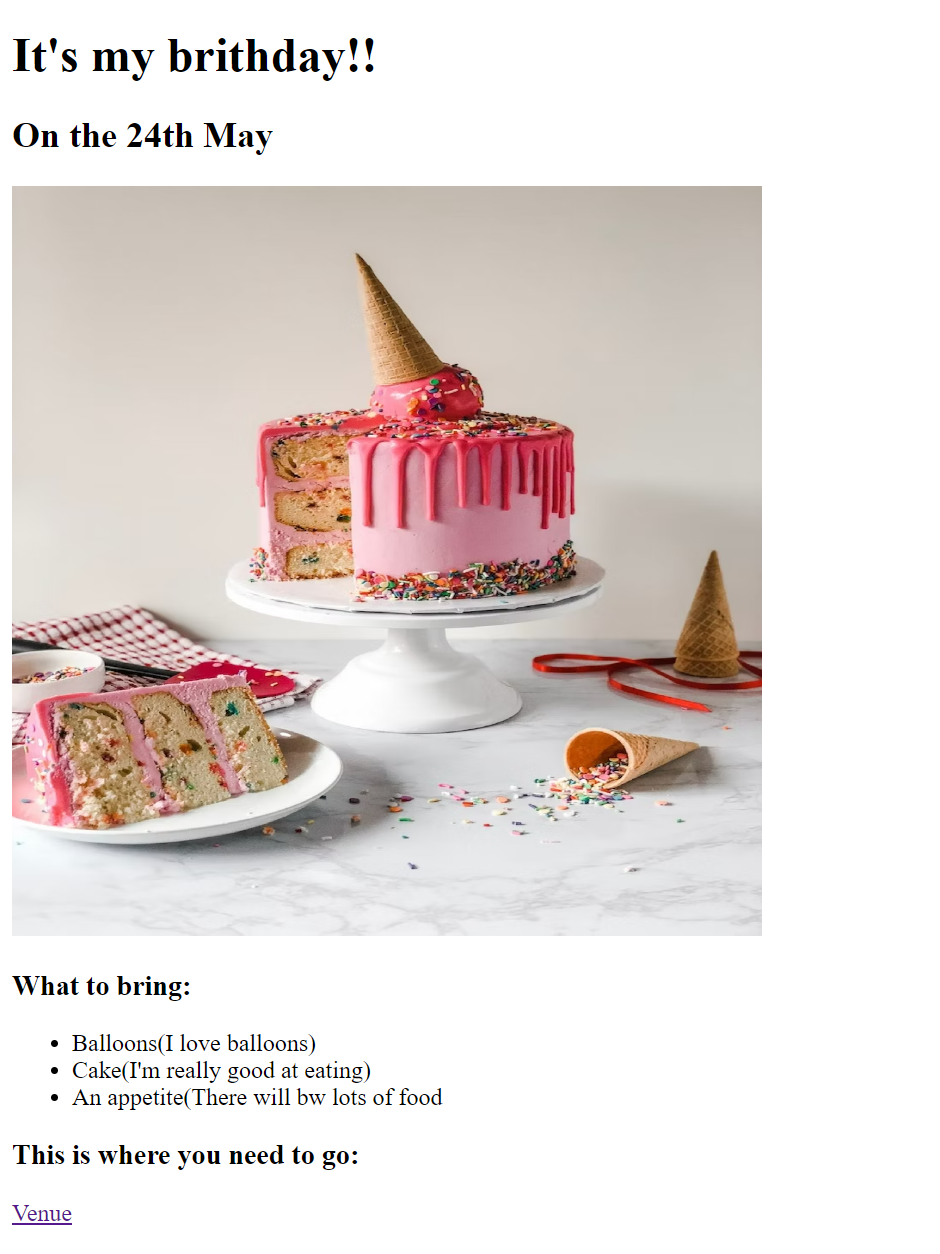 It's my brithday!!
On the 24th May
What to bring:
Balloons(I love balloons)
Cake(I'm really good at eating)
An appetite(There will bw lots of food
This is where you need to go:
Venue